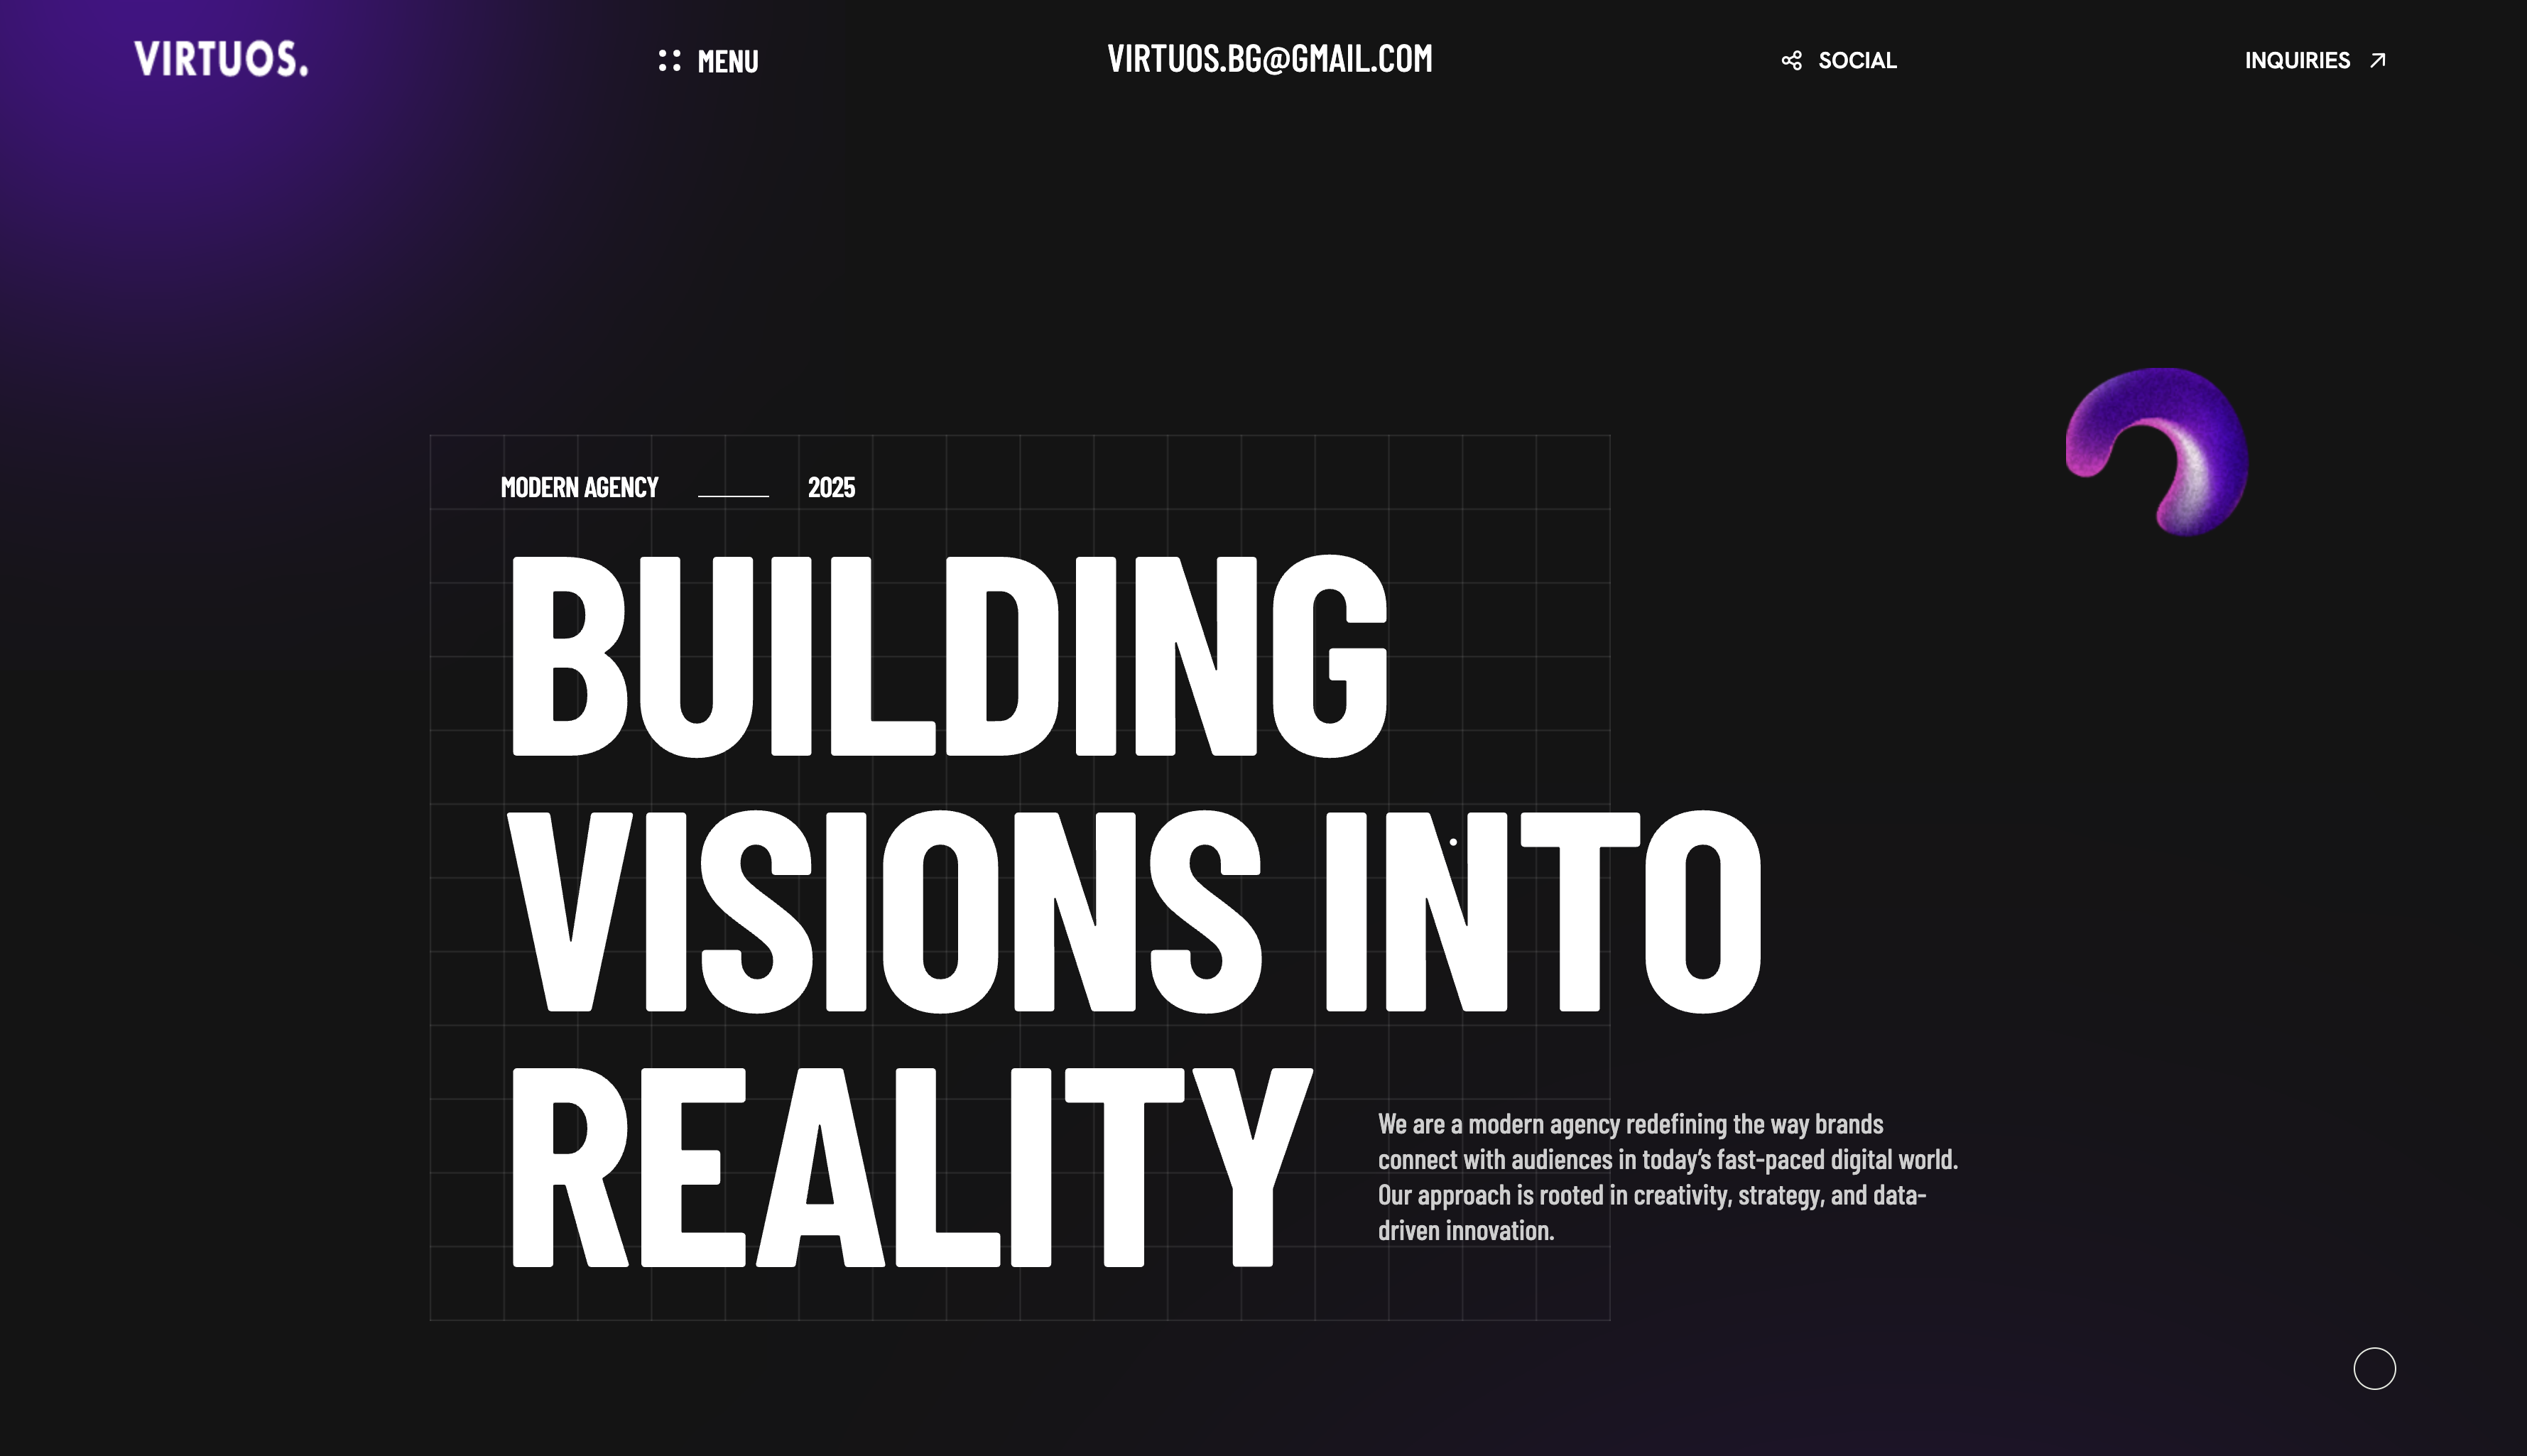 VIRTUOS.
MENU
VIRTUOS.BG@GMAIL.COM
SOCIAL
INQUIRIES
MODERN AGENCY
2025
BUILDING
VISIONS INTO
REALITY
We are a modern agency redefining the way brands
connect with audiences in today’s fast-paced digital world.
Our approach is rooted in creativity, strategy, and data-
driven innovation.